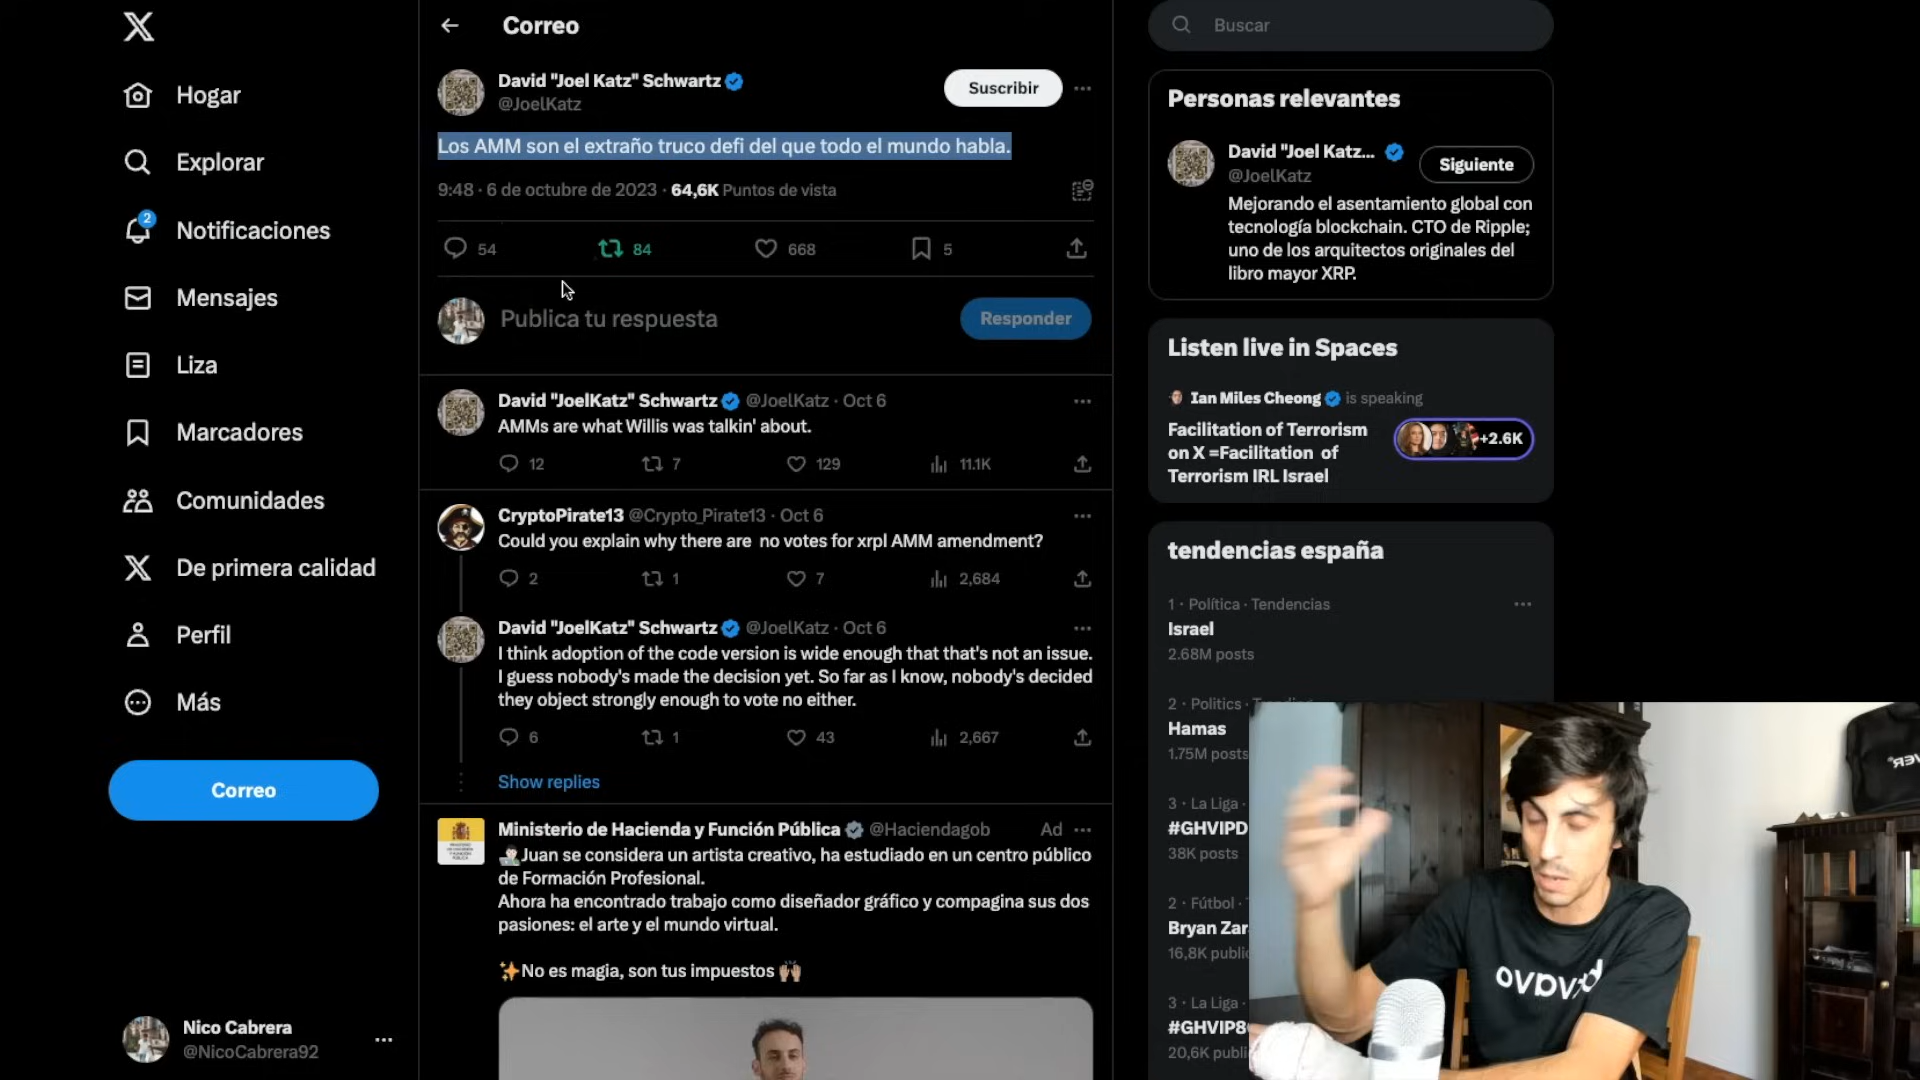 Hogar
Explorar
2
Notificaciones
Mensajes
Liza
Marcadores
Comunidades
De primera calidad
Perfil
Más
Correo
Nico Cabrera
@NicoCabrera92
Correo
David "Joel Katz" Schwartz
@JoelKatz
Suscribir
Los AMM son el extraño truco defi del que todo el mundo habla.
9:48 · 6 de octubre de 2023 · 64,6K Puntos de vista
54 84 668 5
Publica tu respuesta
Responder
David "JoelKatz" Schwartz @JoelKatz · Oct 6
AMMs are what Willis was talkin' about.
12 7 129 11.1K
CryptoPirate13 @Crypto_Pirate13 · Oct 6
Could you explain why there are no votes for xrpl AMM amendment?
2 1 7 2,684
David "JoelKatz" Schwartz @JoelKatz · Oct 6
I think adoption of the code version is wide enough that that's not an issue.
I guess nobody's made the decision yet. So far as I know, nobody's decided
they object strongly enough to vote no either.
6 1 43 2,667
Show replies
Ministerio de Hacienda y Función Pública @Haciendagob Ad
Juan se considera un artista creativo, ha estudiado en un centro público
de Formación Profesional.
Ahora ha encontrado trabajo como diseñador gráfico y compagina sus dos
pasiones: el arte y el mundo virtual.
✨No es magia, son tus impuestos 🙌🏼
Buscar
Personas relevantes
David "Joel Katz...
@JoelKatz
Siguiente
Mejorando el asentamiento global con
tecnología blockchain. CTO de Ripple;
uno de los arquitectos originales del
libro mayor XRP.
Listen live in Spaces
Ian Miles Cheong is speaking
Facilitation of Terrorism
on X =Facilitation of
Terrorism IRL Israel
+2.6K
tendencias españa
1 · Política · Tendencias
Israel
2.68M posts
2 · Politics · Trending
Hamas
1.75M posts
3 · La Liga ·
#GHVIPD
38K posts
2 · Fútbol ·
Bryan Zar
16,8K publi
3 · La Liga ·
#GHVIP8
20,6K publi